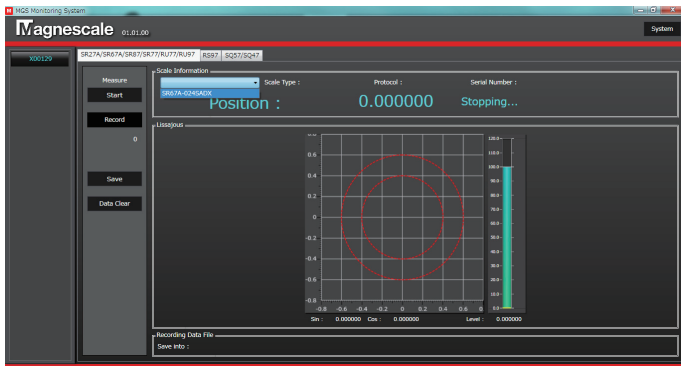 MGS Monitoring System
Magnescale 01.01.00
System
X00129
SR27A/SR67A/SR87/SR77/RU77/RU97 RS97 SQ57/SQ47
Measure
Start
Record
0
Save
Data Clear
Scale Information
Scale Type :
Protocol :
Serial Number :
SR67A-024SADX
Position :
0.000000
Stopping...
Lissajous
0.8
0.6
0.4
0.2
0
-0.2
-0.4
-0.6
-0.8
-0.8 -0.6 -0.4 -0.2 0 0.2 0.4 0.6 0
120.0
110.0
100.0
90.0
80.0
70.0
60.0
50.0
40.0
30.0
20.0
10.0
0.0
Sin : 0.000000 Cos : 0.000000 Level : 0.000000
Recording Data File
Save into :